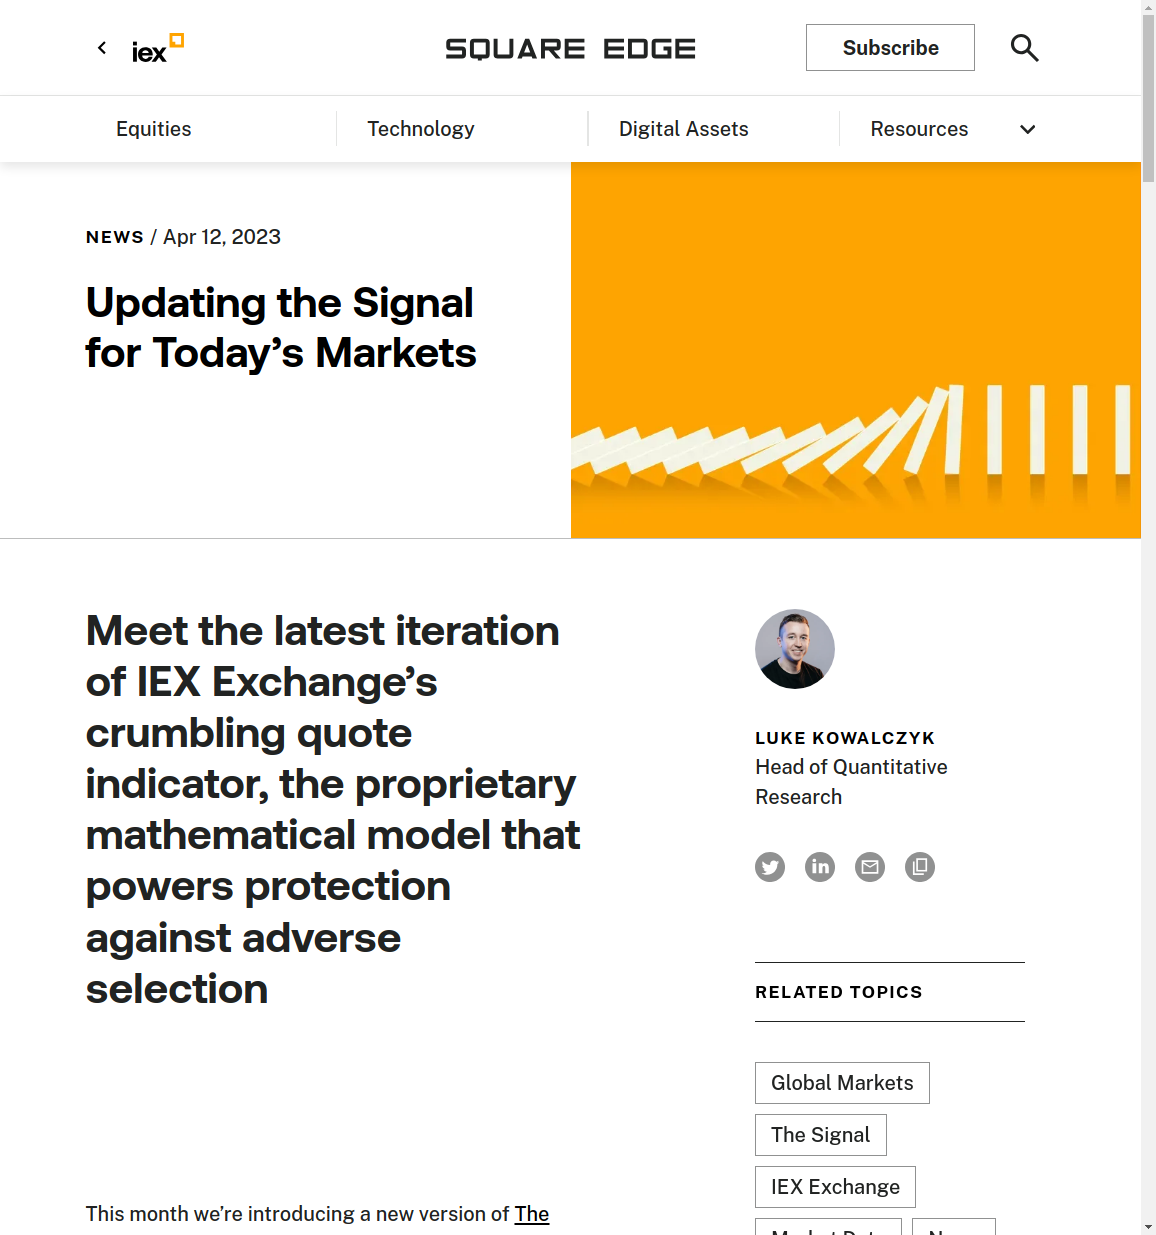 iex
SQUARE EDGE
Subscribe
Equities
Technology
Digital Assets
Resources
NEWS / Apr 12, 2023
Updating the Signal
for Today’s Markets
Meet the latest iteration
of IEX Exchange’s
crumbling quote
indicator, the proprietary
mathematical model that
powers protection
against adverse
selection
This month we’re introducing a new version of The
LUKE KOWALCZYK
Head of Quantitative
Research
in
RELATED TOPICS
Global Markets
The Signal
IEX Exchange